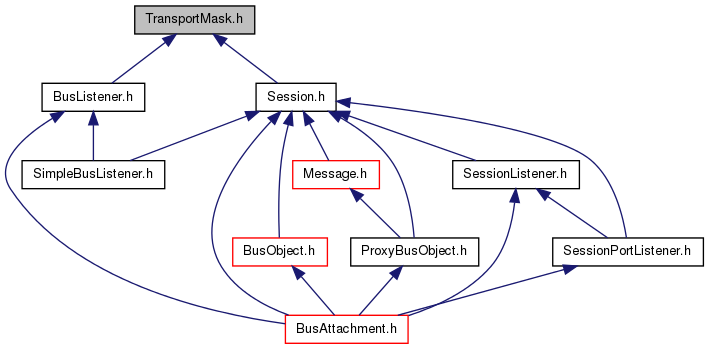 TransportMask.h
BusListener.h
Session.h
SimpleBusListener.h
Message.h
SessionListener.h
BusObject.h
ProxyBusObject.h
SessionPortListener.h
BusAttachment.h